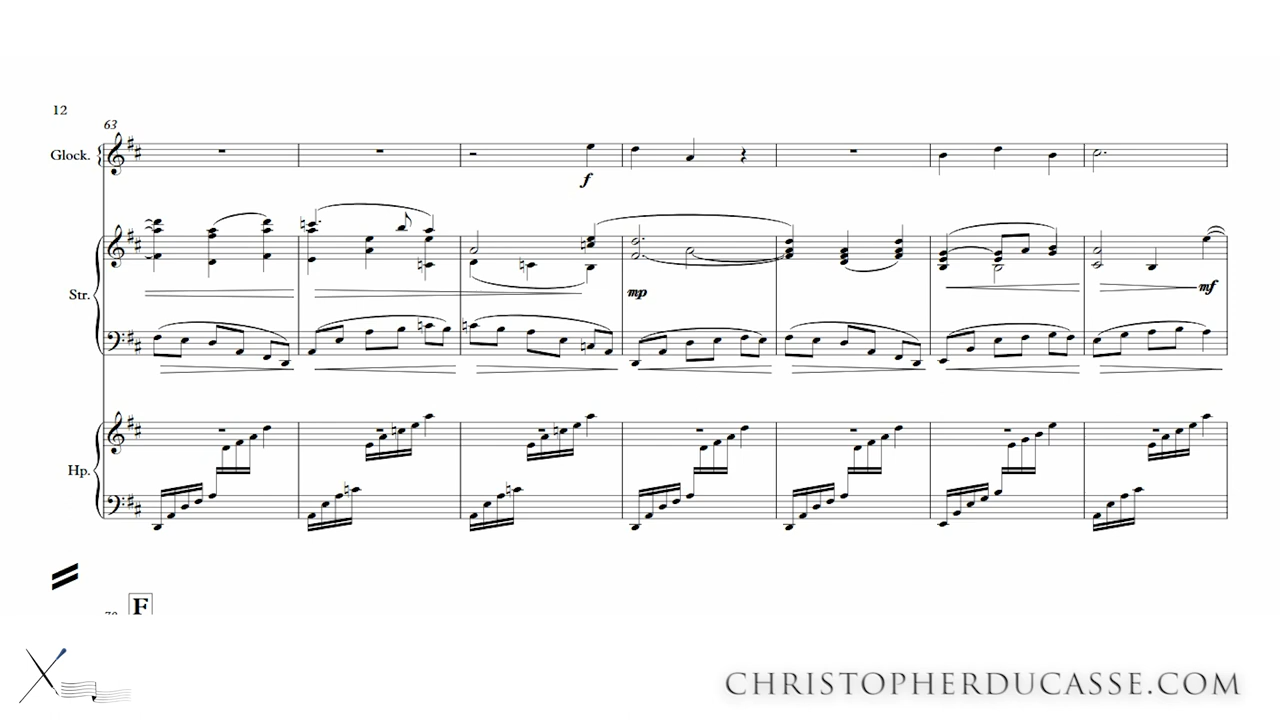 12
63
Glock.
f
Str.
mp
mf
Hp.
F
CHRISTOPHERDUCASSE.COM